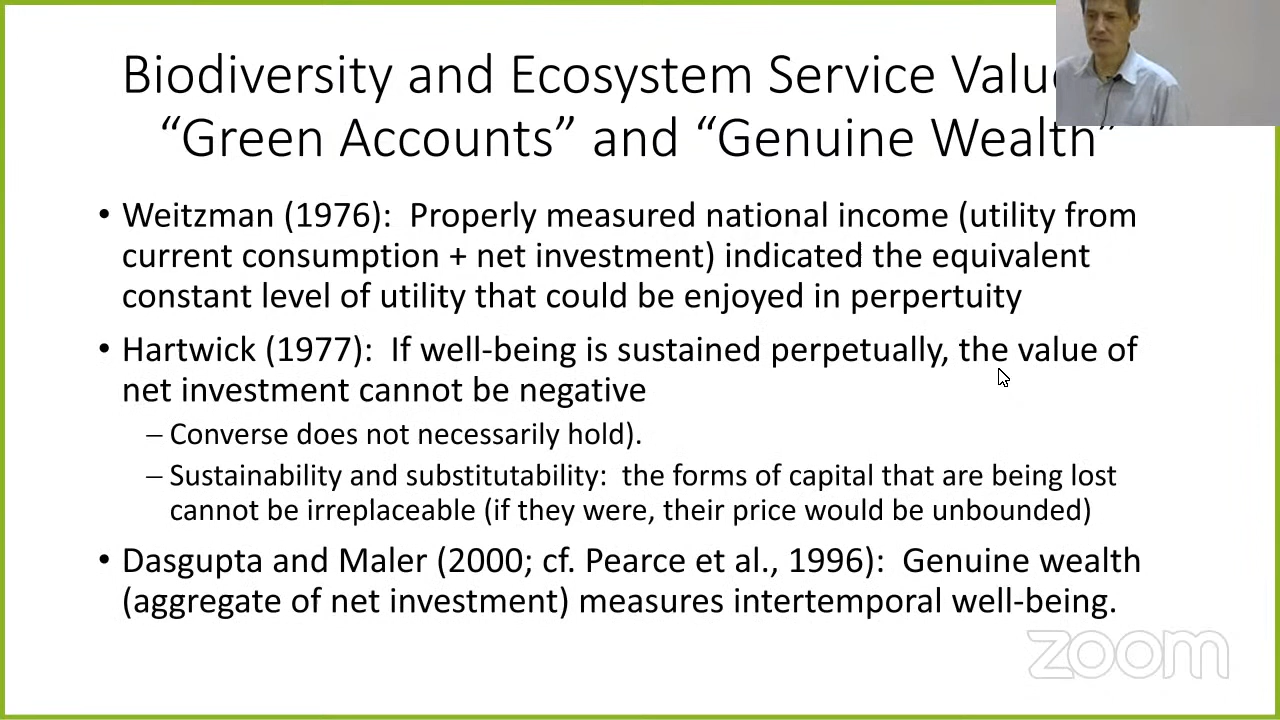 Biodiversity and Ecosystem Service
“Green Accounts” and “Genuine Wealth”
• Weitzman (1976):  Properly measured national income (utility from
current consumption + net investment) indicated the equivalent
constant level of utility that could be enjoyed in perpertuity
• Hartwick (1977):  If well-being is sustained perpetually, the value of
net investment cannot be negative
– Converse does not necessarily hold).
– Sustainability and substitutability:  the forms of capital that are being lost
cannot be irreplaceable (if they were, their price would be unbounded)
• Dasgupta and Maler (2000; cf. Pearce et al., 1996):  Genuine wealth
(aggregate of net investment) measures intertemporal well-being.
zoom